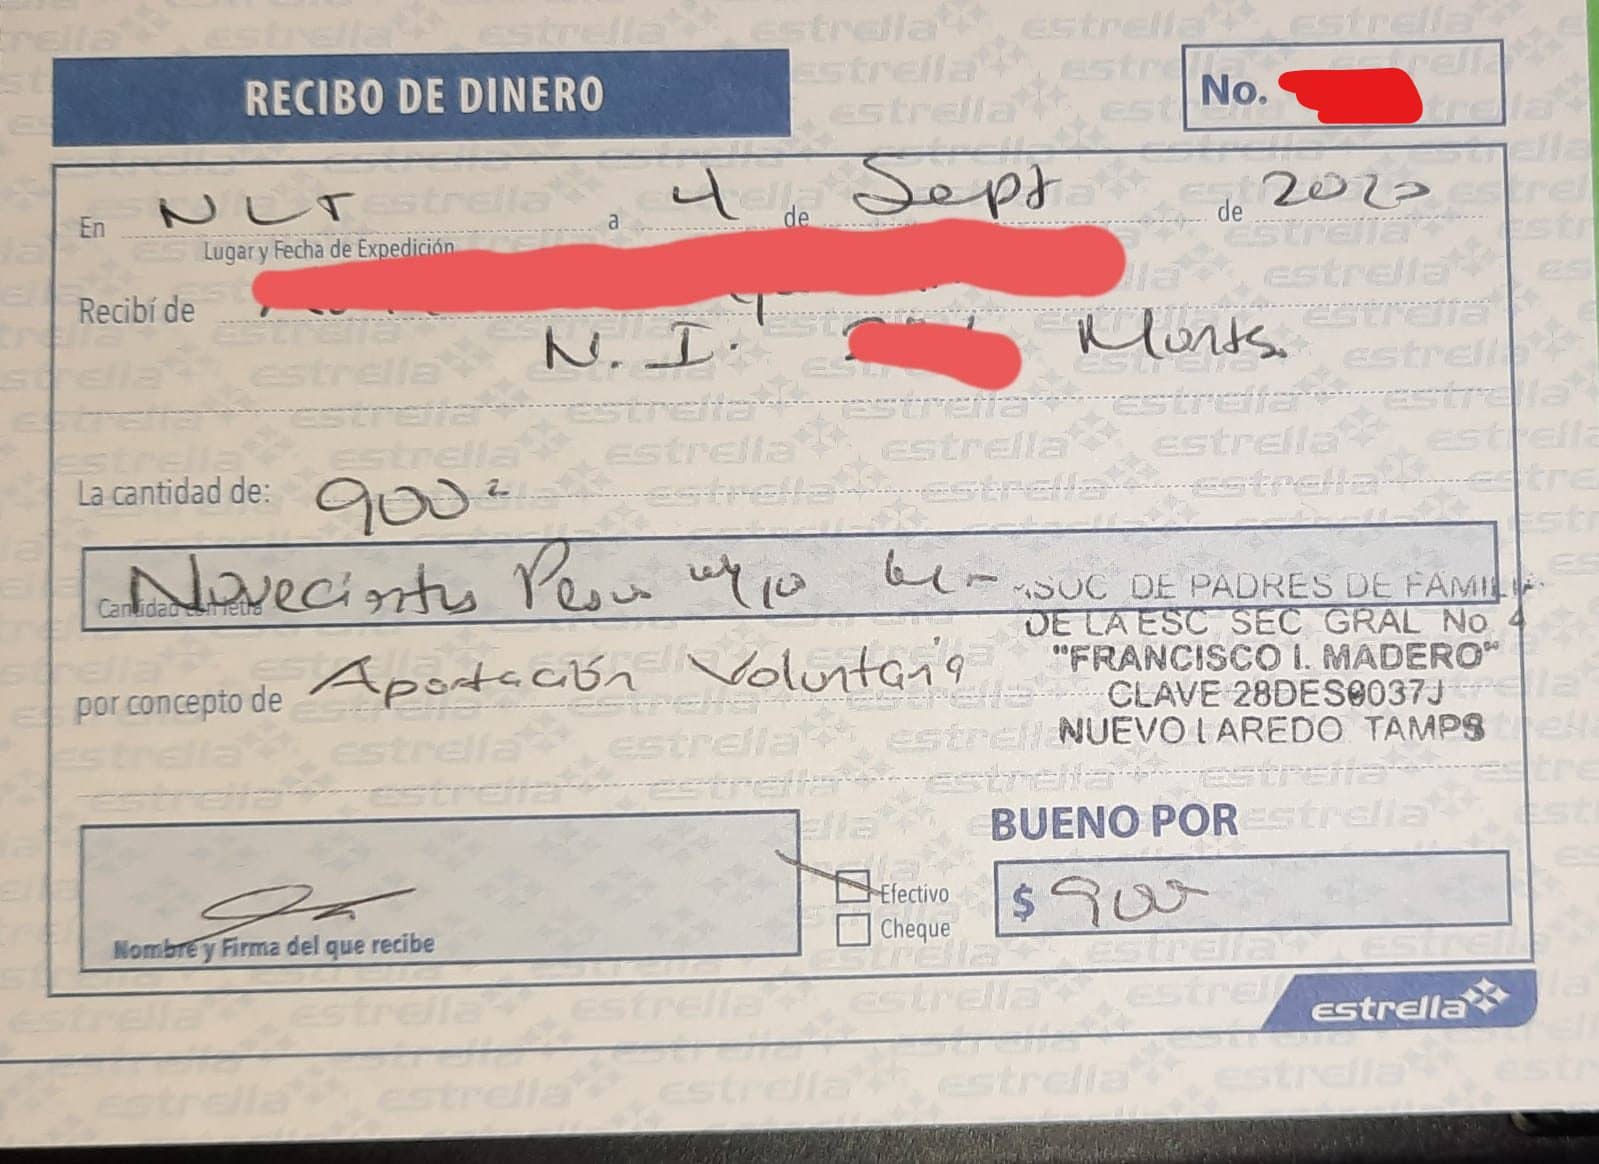 RECIBO DE DINERO
No.
En NLT a 4 de Sept de 2020
Lugar y Fecha de Expedición
Recibí de
N. I. Monts.
La cantidad de: 900
Novecientos Pesos
Cantidad con letra
ASOC DE PADRES DE FAMILIA
DE LA ESC SEC GRAL No 4
"FRANCISCO I. MADERO"
por concepto de Aportación Voluntaria
CLAVE 28DES0037J
NUEVO LAREDO TAMPS
BUENO POR
Efectivo
$ 900
Cheque
Nombre y Firma del que recibe
estrella